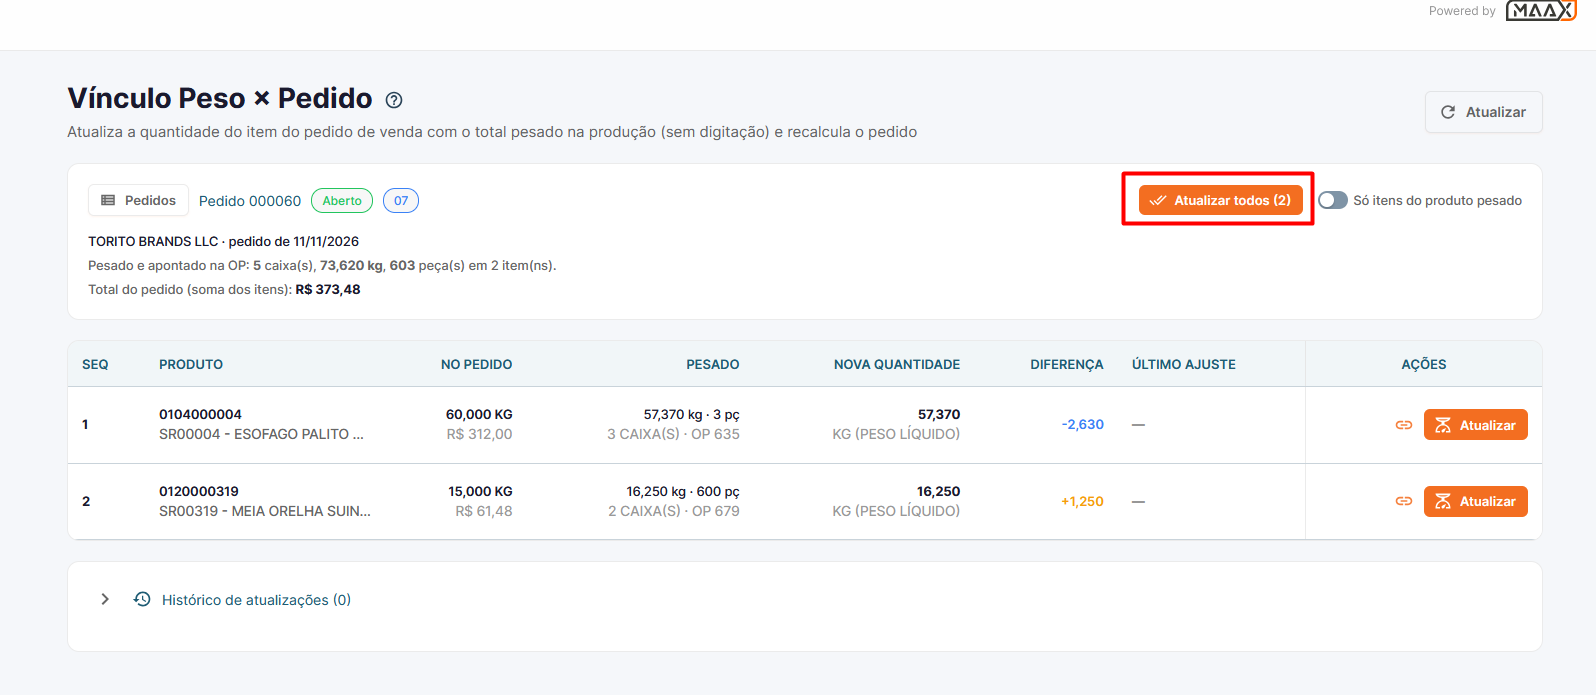 Powered by MAAX
Vínculo Peso × Pedido
Atualiza a quantidade do item do pedido de venda com o total pesado na produção (sem digitação) e recalcula o pedido
Atualizar
Pedidos Pedido 000060 Aberto 07
Atualizar todos (2) Só itens do produto pesado
TORITO BRANDS LLC · pedido de 11/11/2026
Pesado e apontado na OP: 5 caixa(s), 73,620 kg, 603 peça(s) em 2 item(ns).
Total do pedido (soma dos itens): R$ 373,48
SEQ PRODUTO NO PEDIDO PESADO NOVA QUANTIDADE DIFERENÇA ÚLTIMO AJUSTE AÇÕES
1 0104000004 60,000 KG 57,370 kg · 3 pç 57,370 -2,630 — Atualizar
SR00004 - ESOFAGO PALITO ... R$ 312,00 3 CAIXA(S) · OP 635 KG (PESO LÍQUIDO)
2 0120000319 15,000 KG 16,250 kg · 600 pç 16,250 +1,250 — Atualizar
SR00319 - MEIA ORELHA SUIN... R$ 61,48 2 CAIXA(S) · OP 679 KG (PESO LÍQUIDO)
Histórico de atualizações (0)